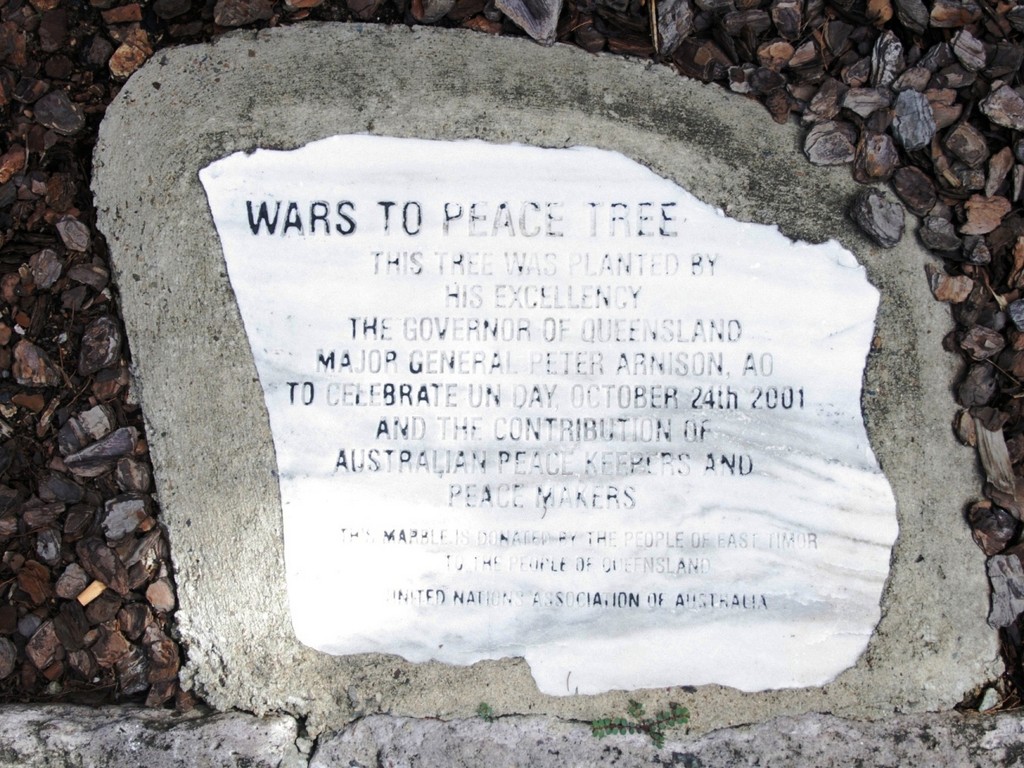 WARS TO PEACE TREE
THIS TREE WAS PLANTED BY
HIS EXCELLENCY
THE GOVERNOR OF QUEENSLAND
MAJOR GENERAL PETER ARNISON, AO
TO CELEBRATE UN DAY, OCTOBER 24th 2001
AND THE CONTRIBUTION OF
AUSTRALIAN PEACE KEEPERS AND
PEACE MAKERS
THIS MARBLE IS DONATED BY THE PEOPLE OF EAST TIMOR
TO THE PEOPLE OF QUEENSLAND
UNITED NATIONS ASSOCIATION OF AUSTRALIA